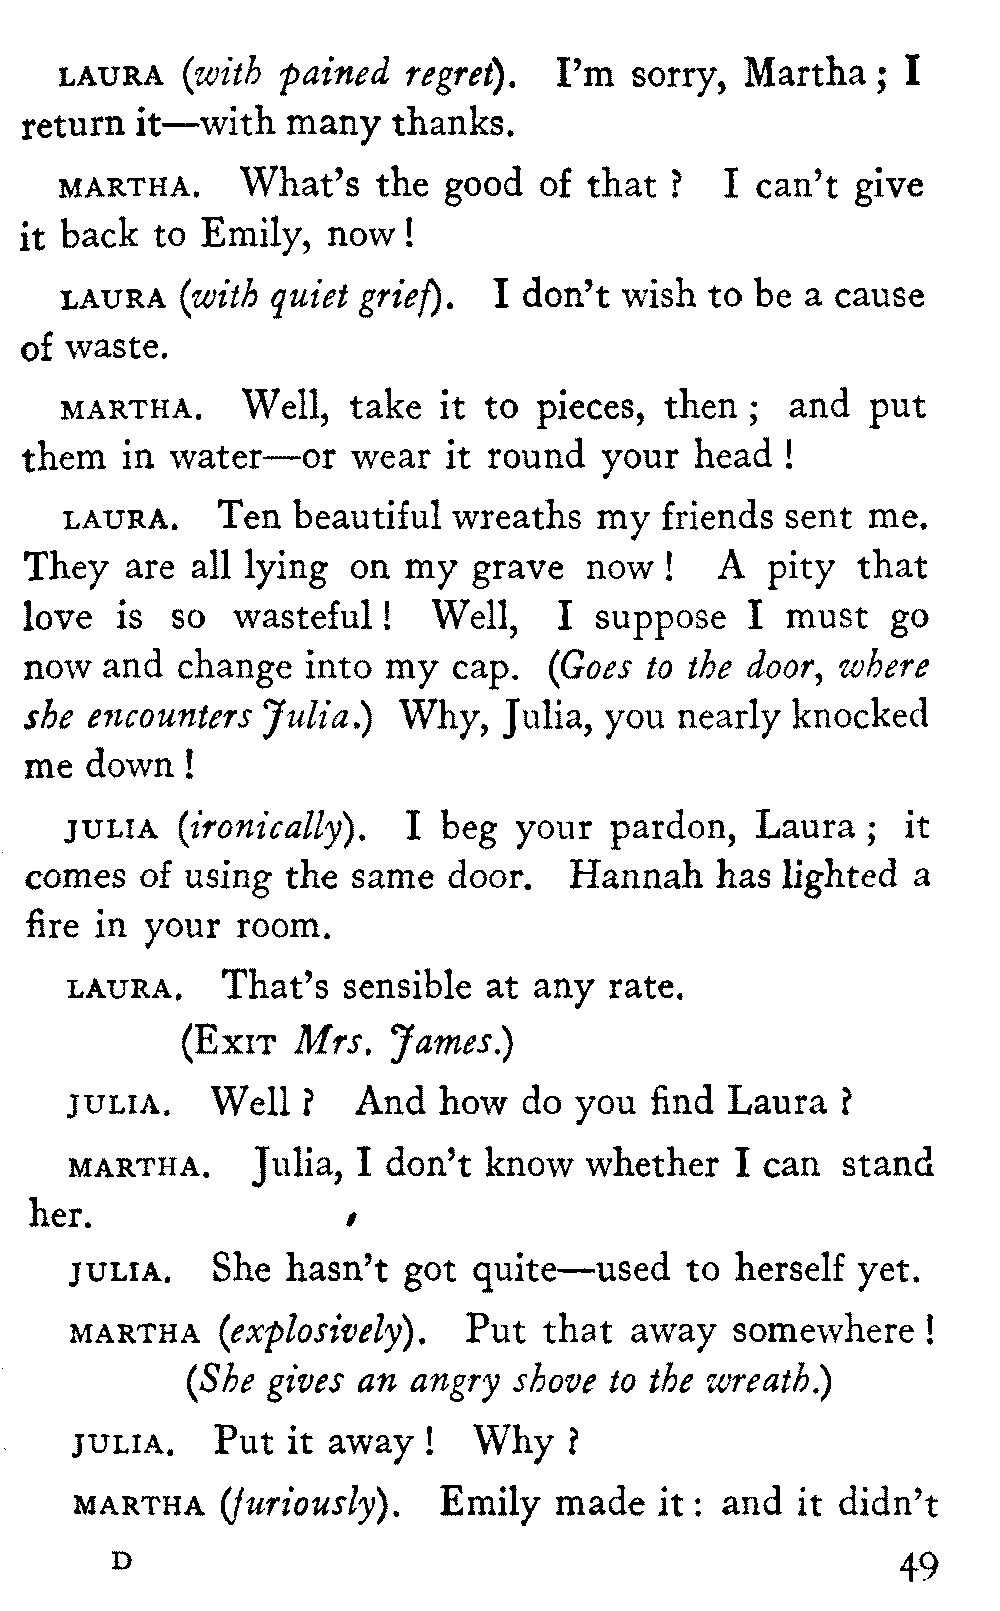 LAURA (with pained regret). I'm sorry, Martha ; I
return it—with many thanks.
MARTHA. What's the good of that ? I can't give
it back to Emily, now !
LAURA (with quiet grief). I don't wish to be a cause
of waste.
MARTHA. Well, take it to pieces, then ; and put
them in water—or wear it round your head !
LAURA. Ten beautiful wreaths my friends sent me.
They are all lying on my grave now ! A pity that
love is so wasteful ! Well, I suppose I must go
now and change into my cap. (Goes to the door, where
she encounters Julia.) Why, Julia, you nearly knocked
me down !
JULIA (ironically). I beg your pardon, Laura ; it
comes of using the same door. Hannah has lighted a
fire in your room.
LAURA. That's sensible at any rate.
(EXIT Mrs. James.)
JULIA. Well ? And how do you find Laura ?
MARTHA. Julia, I don't know whether I can stand
her.
JULIA. She hasn't got quite—used to herself yet.
MARTHA (explosively). Put that away somewhere !
(She gives an angry shove to the wreath.)
JULIA. Put it away ! Why ?
MARTHA (furiously). Emily made it : and it didn't
D 49